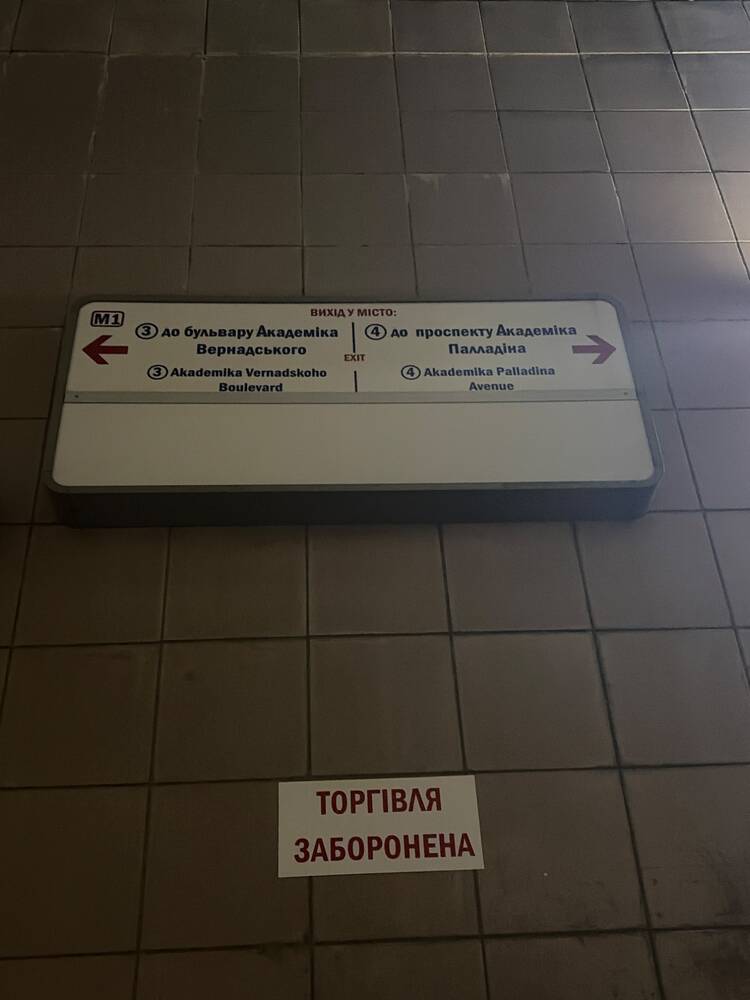 M1
ВИХІД У МІСТО:
3 до бульвару Академіка
Вернадського
4 до проспекту Академіка
Палладіна
EXIT
3 Akademika Vernadskoho
Boulevard
4 Akademika Palladina
Avenue
ТОРГІВЛЯ
ЗАБОРОНЕНА